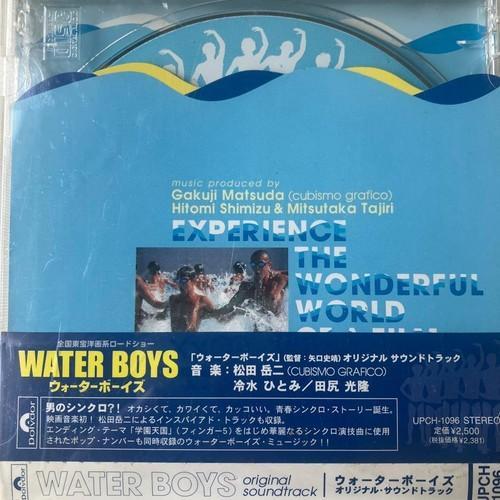 music produced by
Gakuji Matsuda (cubismo grafico)
Hitomi Shimizu & Mitsutaka Tajiri
EXPERIENCE
THE
WONDERFUL
WORLD
OF A FILM
全国東宝洋画系ロードショー
WATER BOYS
ウォーターボーイズ
「ウォーターボーイズ」(監督:矢口史靖)オリジナル サウンドトラック
音 楽:松田 岳二(CUBISMO GRAFICO)
冷水 ひとみ/田尻 光隆
polydor
男のシンクロ?! オカしくて、カワイくて、カッコいい。青春シンクロ・ストーリー誕生。
映画音楽初! 松田岳二によるインスパイアド・トラックも収録。
エンディング・テーマ「学園天国」(フィンガー5)をはじめ華麗なるシンクロ演技曲に使用
されたポップ・ナンバーも同時収録のウォーターボーイズ・ミュージック!!
UPCH-1096 STEREO
定価¥2,500
(税抜価格¥2,381)
WATER BOYS original soundtrack
ウォーターボーイズ
オリジナル・サウンドトラック
UPCH